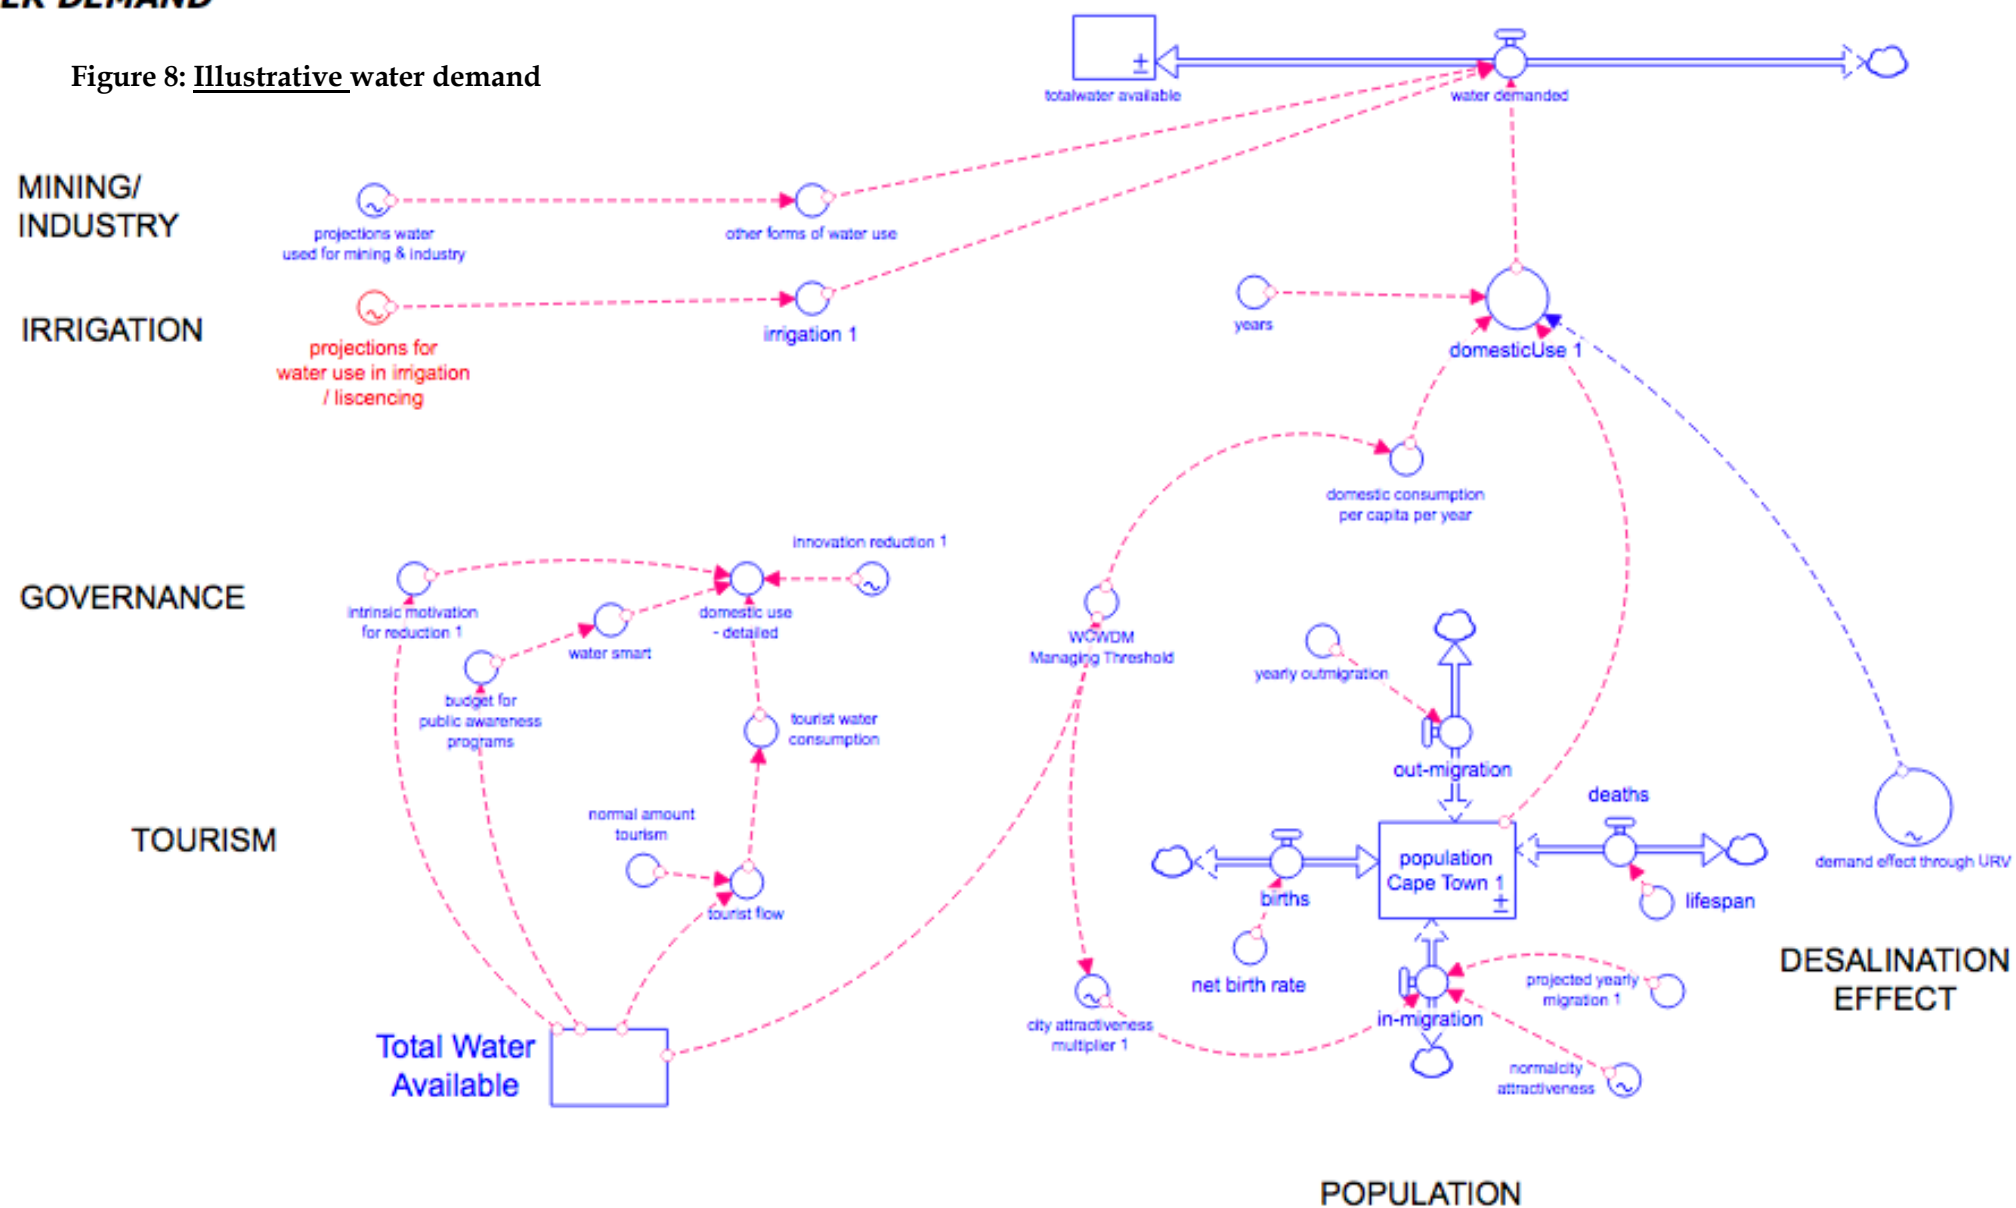 ER DEMAND
Figure 8: Illustrative water demand
totalwater available
water demanded
MINING/
INDUSTRY
projections water
used for mining & industry
other forms of water use
IRRIGATION
projections for
water use in irrigation
/ liscencing
irrigation 1
years
domesticUse 1
domestic consumption
per capita per year
GOVERNANCE
intrinsic motivation
for reduction 1
water smart
domestic use
- detailed
innovation reduction 1
budget for
public awareness
programs
tourist water
consumption
WCWDM
Managing Threshold
yearly outmigration
out-migration
deaths
TOURISM
normal amount
tourism
tourist flow
births
population
Cape Town 1
lifespan
demand effect through URV
net birth rate
DESALINATION
EFFECT
projected yearly
migration 1
city attractiveness
multiplier 1
in-migration
normalcity
attractiveness
Total Water
Available
POPULATION